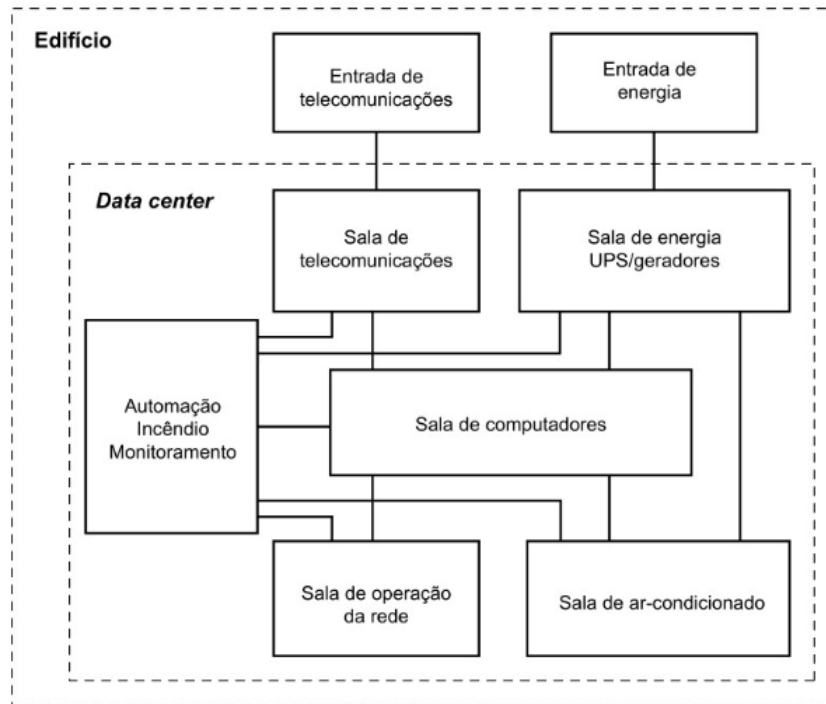 Edifício
Entrada de
telecomunicações
Entrada de
energia
Data center
Sala de
telecomunicações
Sala de energia
UPS/geradores
Automação
Incêndio
Monitoramento
Sala de computadores
Sala de operação
da rede
Sala de ar-condicionado